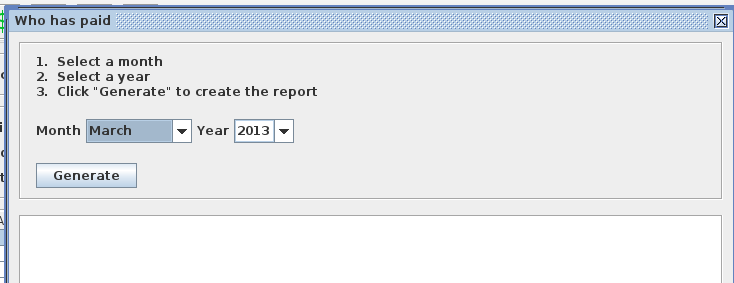 Who has paid
1. Select a month
2. Select a year
3. Click "Generate" to create the report
Month March Year 2013
Generate